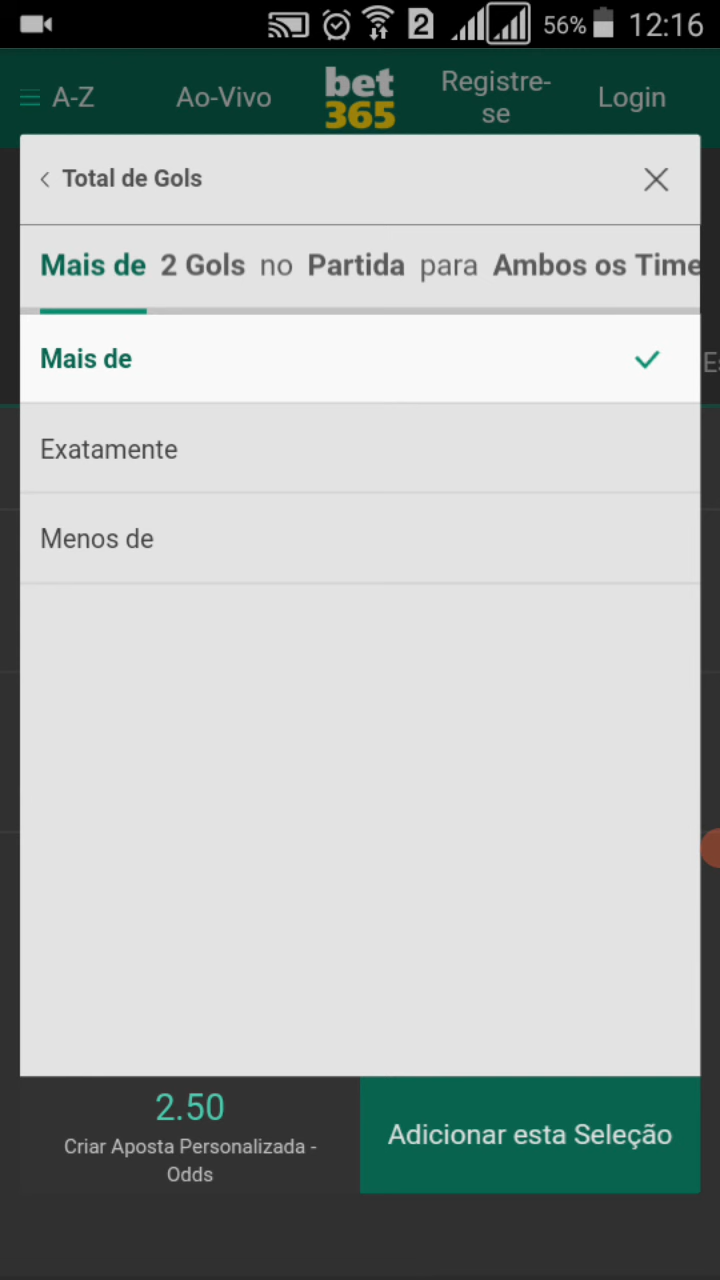 2 56% 12:16
A-Z Ao-Vivo bet 365 Registre-se Login
Total de Gols
Mais de 2 Gols no Partida para Ambos os Time
Mais de
Exatamente
Menos de
2.50
Criar Aposta Personalizada -
Odds
Adicionar esta Seleção